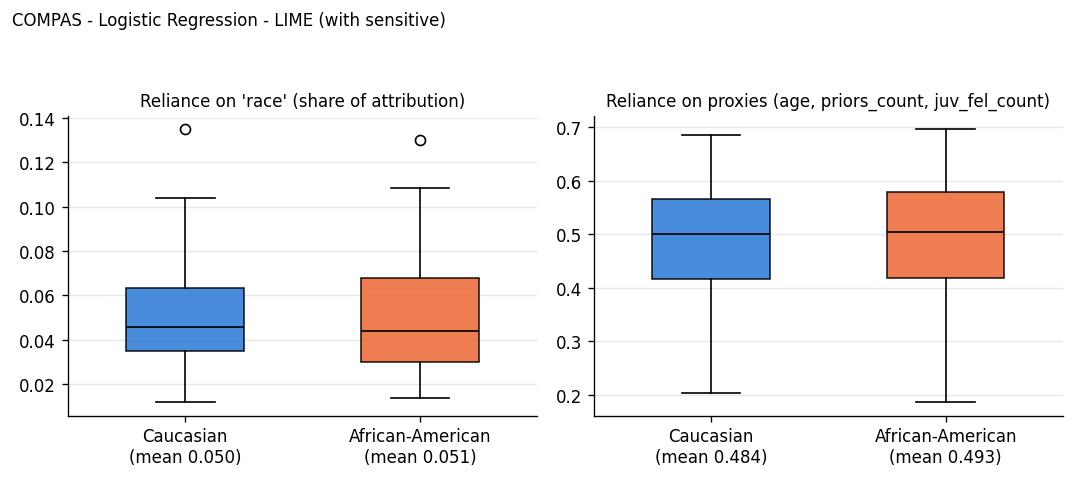 COMPAS - Logistic Regression - LIME (with sensitive)
Reliance on 'race' (share of attribution)
0.14
0.12
0.10
0.08
0.06
0.04
0.02
Caucasian
(mean 0.050)
African-American
(mean 0.051)
Reliance on proxies (age, priors_count, juv_fel_count)
0.7
0.6
0.5
0.4
0.3
0.2
Caucasian
(mean 0.484)
African-American
(mean 0.493)